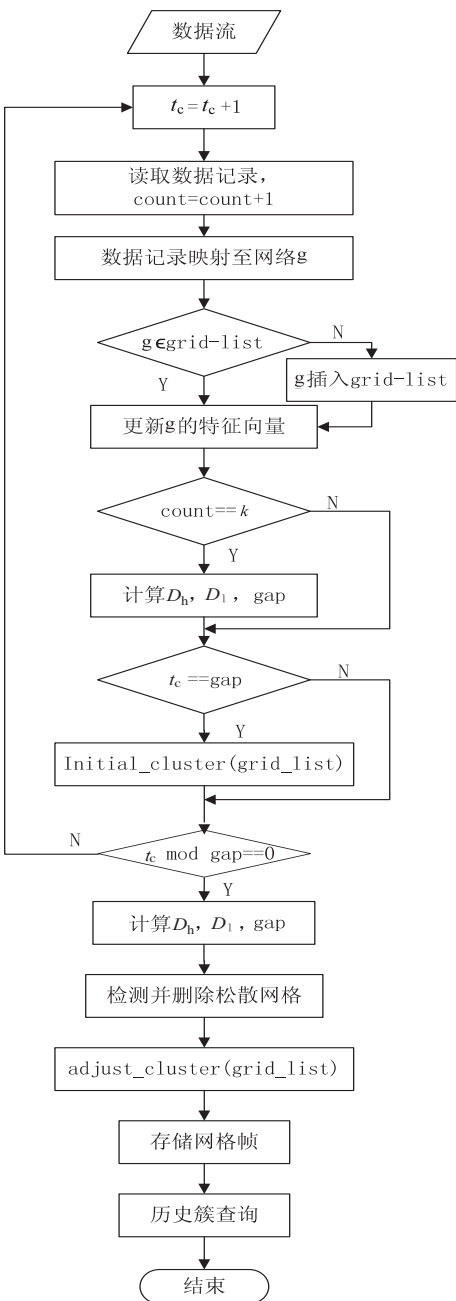 数据流
t_c = t_c +1
读取数据记录，
count=count+1
数据记录映射至网络g
g∈grid-list
N
Y
g插入grid-list
更新g的特征向量
count==k
N
Y
计算D_h, D_l, gap
t_c ==gap
N
Y
Initial_cluster(grid_list)
N
t_c mod gap==0
Y
计算D_h, D_l, gap
检测并删除松散网格
adjust_cluster(grid_list)
存储网格帧
历史簇查询
结束